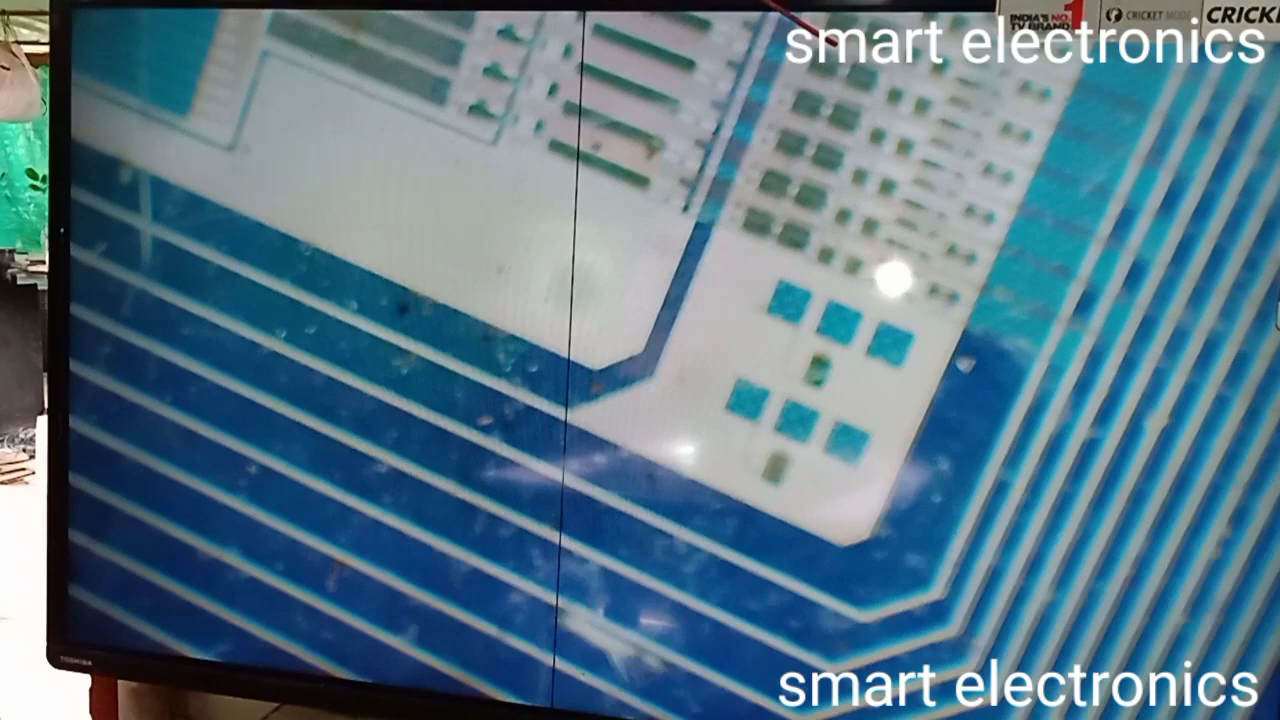 INDIA'S NO. 1
TV BRAND
CRICKET MODE
CRICK
smart electronics
TOSHIBA
smart electronics